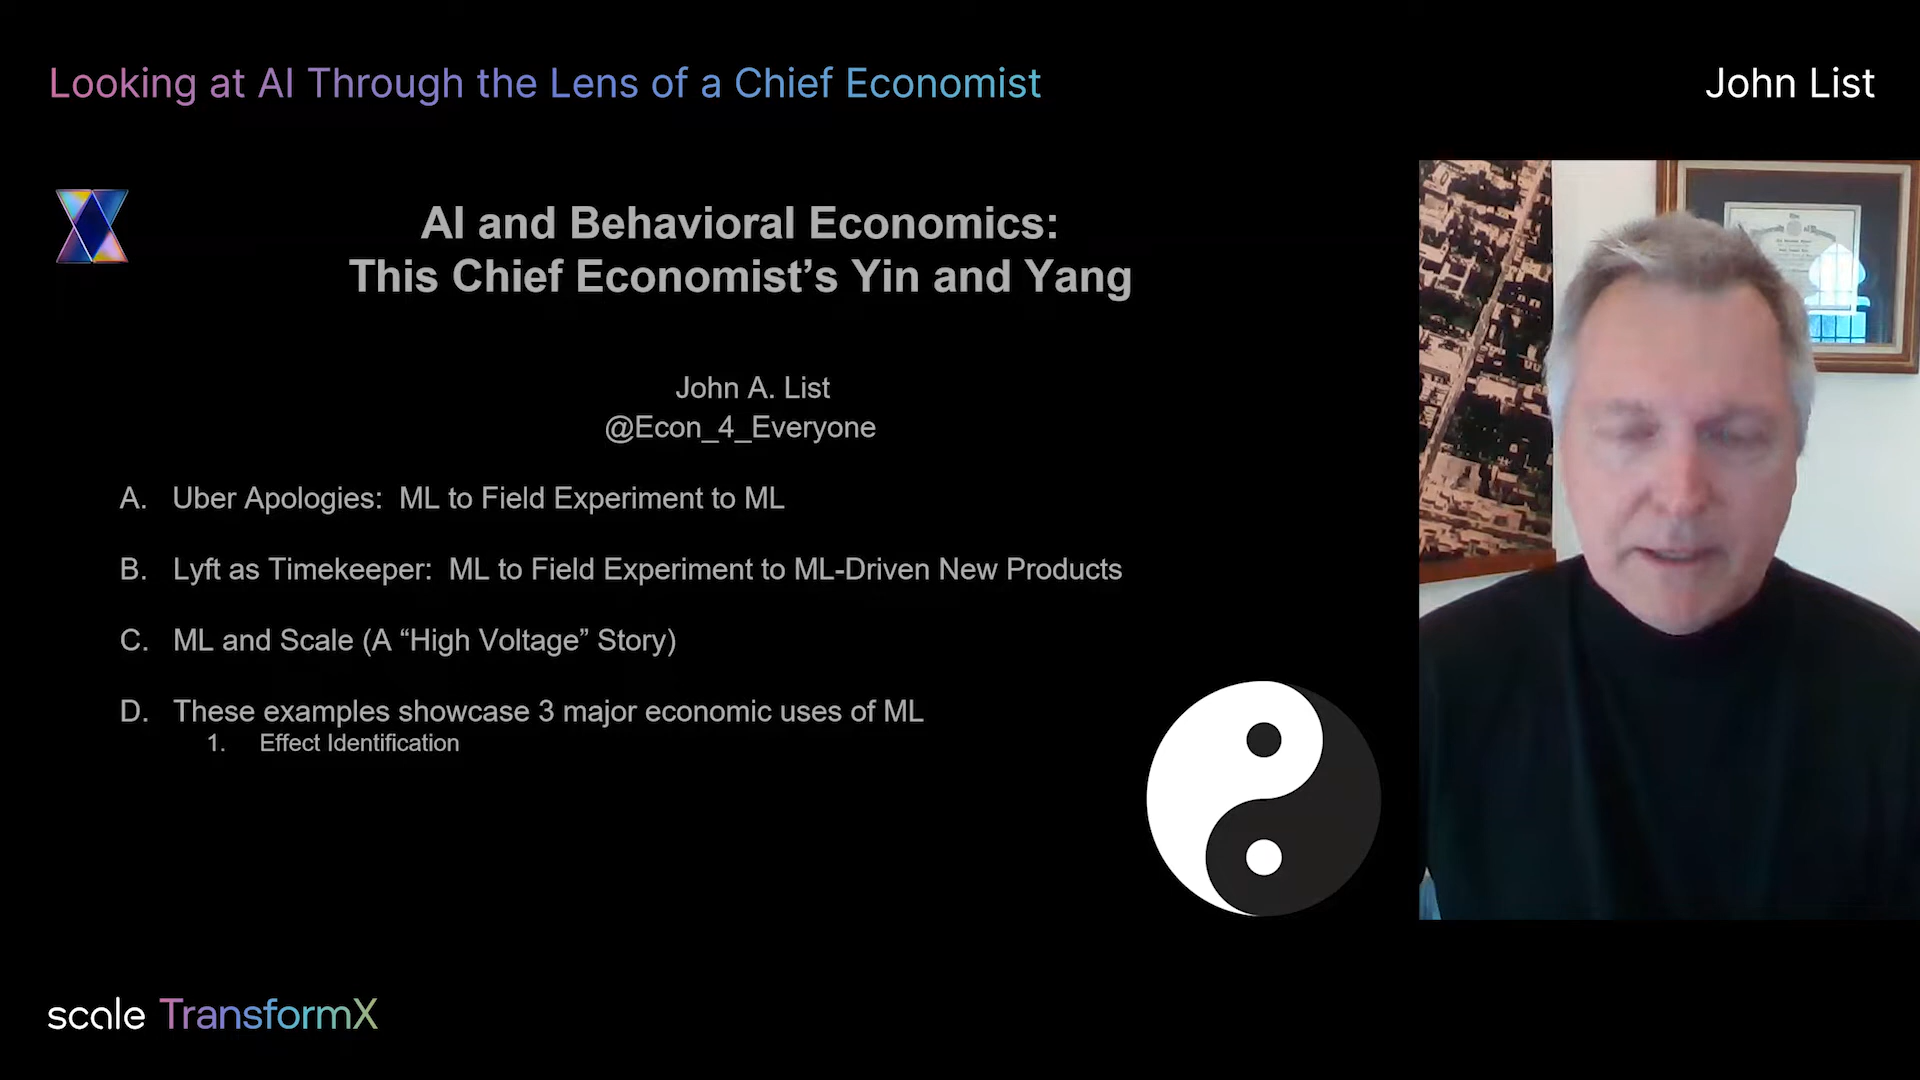 Looking at AI Through the Lens of a Chief Economist
John List
AI and Behavioral Economics:
This Chief Economist’s Yin and Yang
John A. List
@Econ_4_Everyone
A. Uber Apologies: ML to Field Experiment to ML
B. Lyft as Timekeeper: ML to Field Experiment to ML-Driven New Products
C. ML and Scale (A “High Voltage” Story)
D. These examples showcase 3 major economic uses of ML
1. Effect Identification
scale TransformX